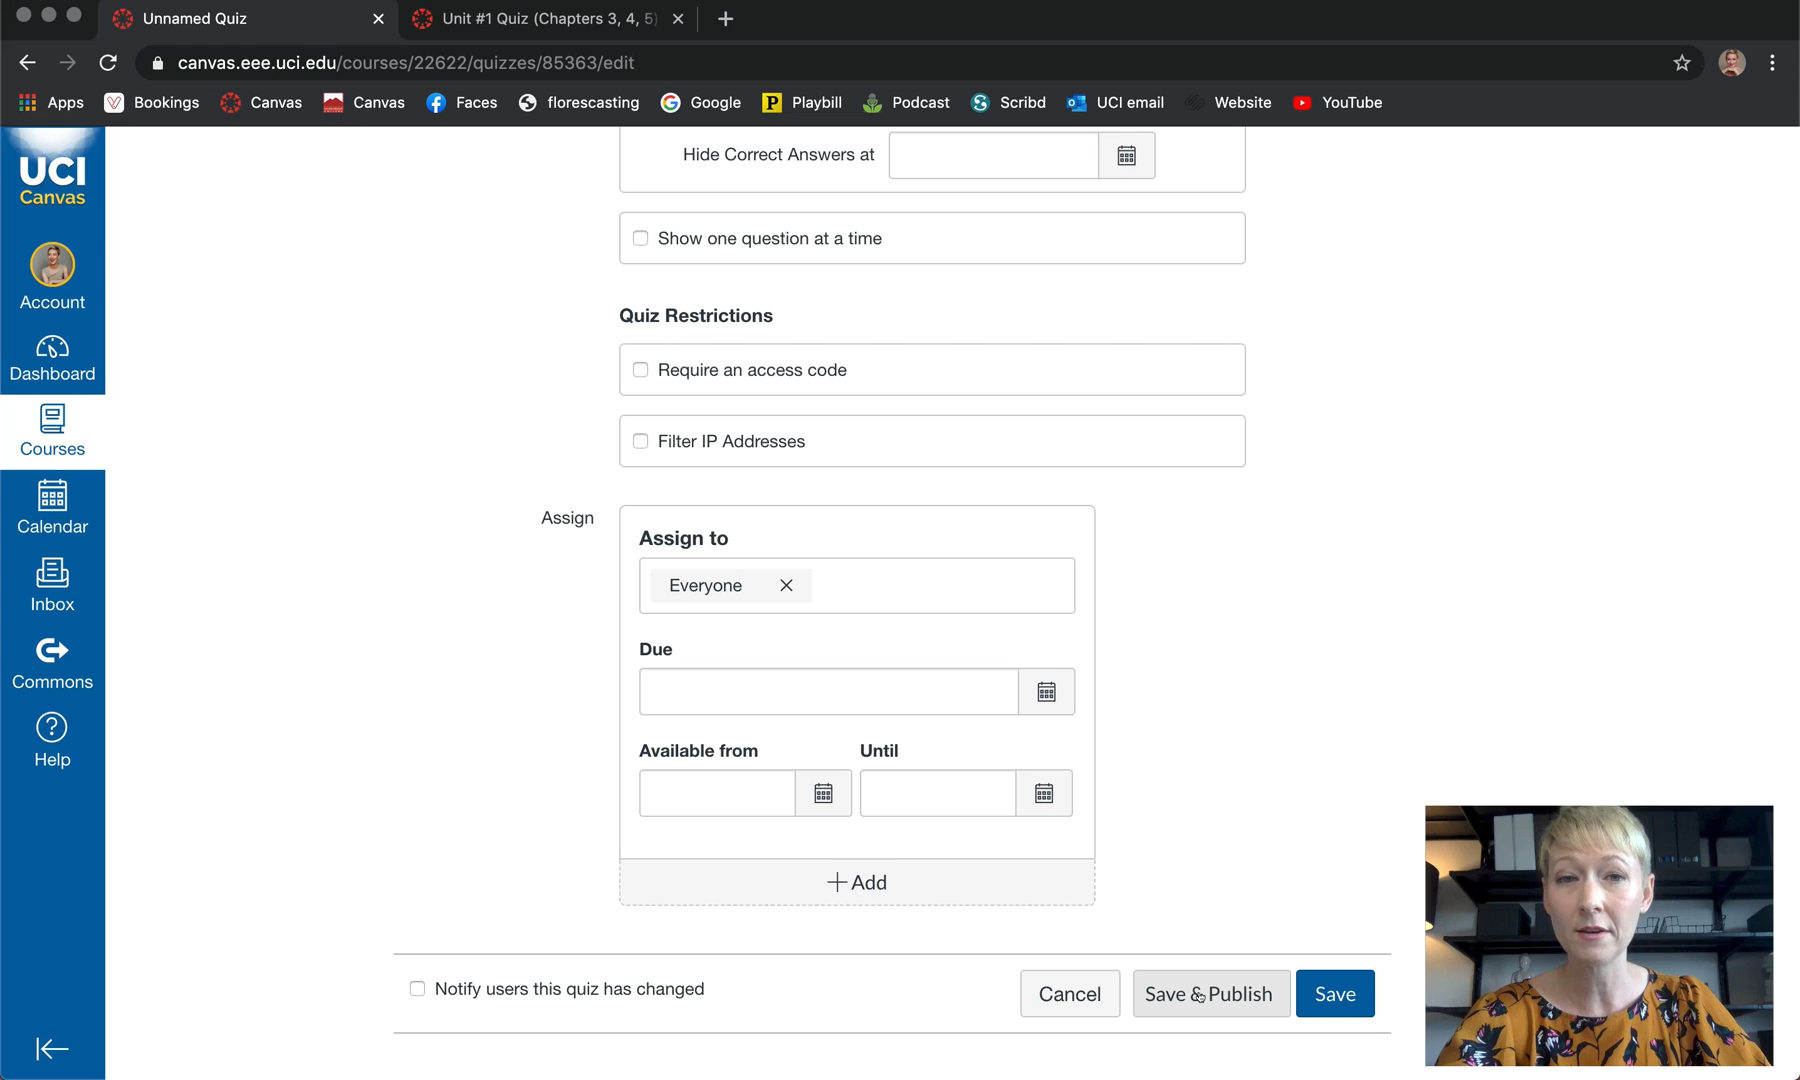 Unnamed Quiz
Unit #1 Quiz (Chapters 3, 4, 5)
canvas.eee.uci.edu/courses/22622/quizzes/85363/edit
Apps Bookings Canvas Canvas Faces florescasting Google Playbill Podcast Scribd UCI email Website YouTube
UCI
Canvas
Account
Dashboard
Courses
Calendar
Inbox
Commons
Help
Hide Correct Answers at
Show one question at a time
Quiz Restrictions
Require an access code
Filter IP Addresses
Assign
Assign to
Everyone
Due
Available from Until
Add
Notify users this quiz has changed
Cancel Save & Publish Save